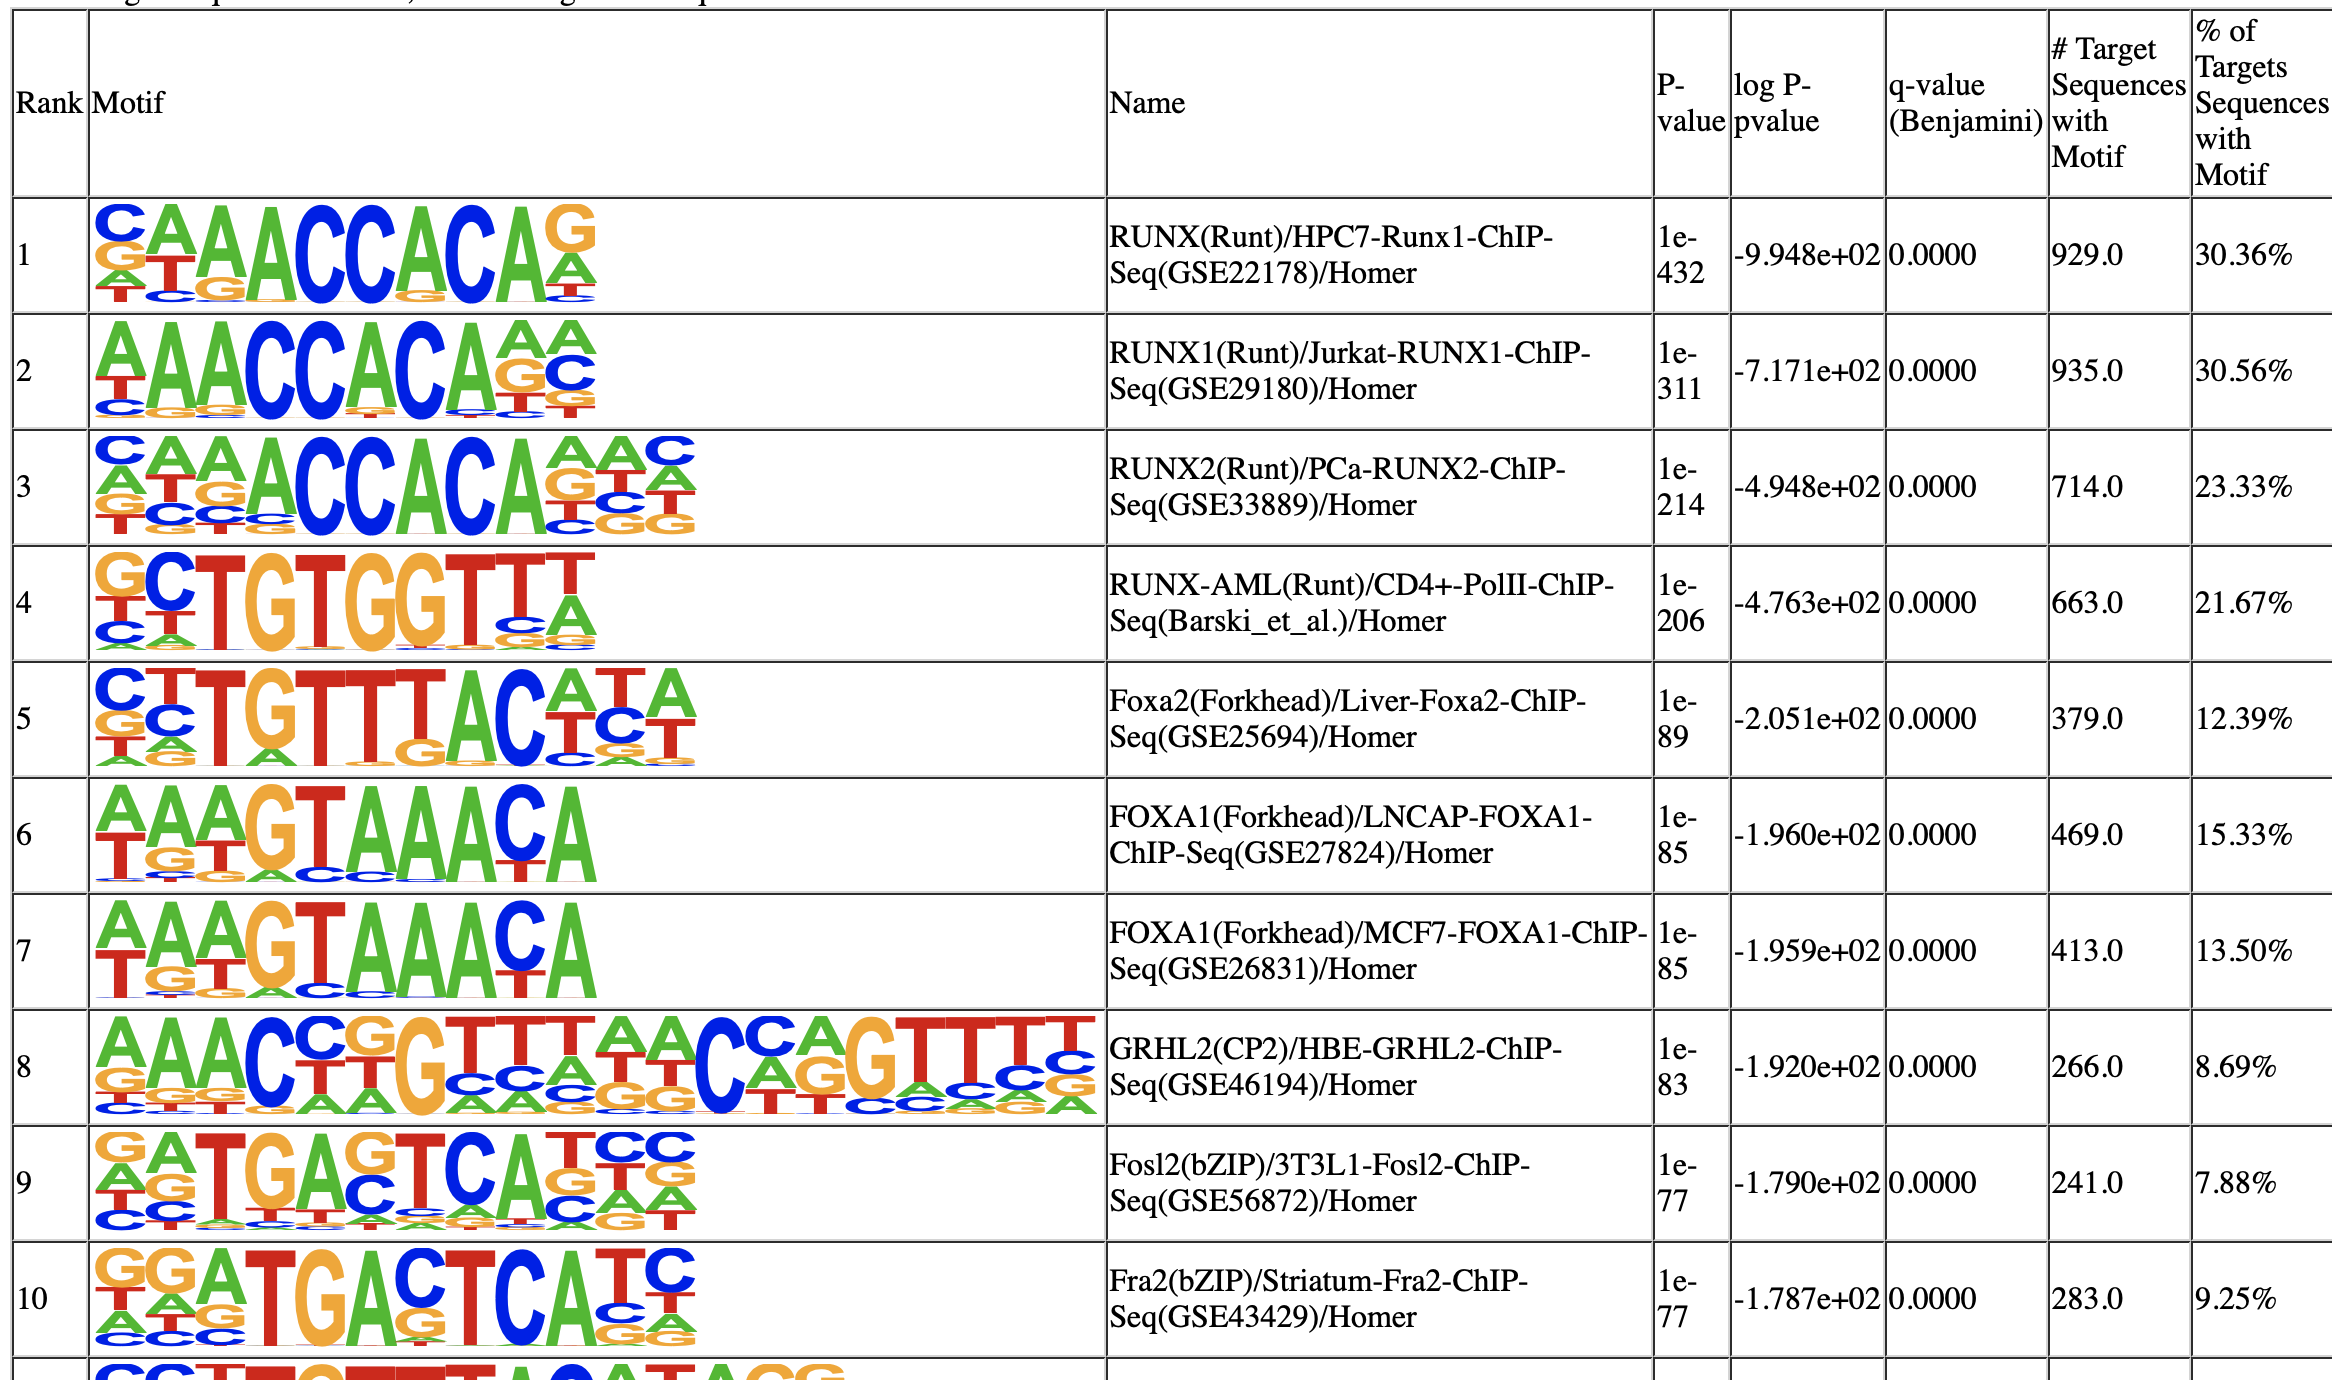 Rank Motif Name P-value log P-pvalue q-value (Benjamini) # Target Sequences with Motif % of Targets Sequences with Motif
1 RUNX(Runt)/HPC7-Runx1-ChIP-Seq(GSE22178)/Homer 1e-432 -9.948e+02 0.0000 929.0 30.36%
2 RUNX1(Runt)/Jurkat-RUNX1-ChIP-Seq(GSE29180)/Homer 1e-311 -7.171e+02 0.0000 935.0 30.56%
3 RUNX2(Runt)/PCa-RUNX2-ChIP-Seq(GSE33889)/Homer 1e-214 -4.948e+02 0.0000 714.0 23.33%
4 RUNX-AML(Runt)/CD4+-PolII-ChIP-Seq(Barski_et_al.)/Homer 1e-206 -4.763e+02 0.0000 663.0 21.67%
5 Foxa2(Forkhead)/Liver-Foxa2-ChIP-Seq(GSE25694)/Homer 1e-89 -2.051e+02 0.0000 379.0 12.39%
6 FOXA1(Forkhead)/LNCAP-FOXA1-ChIP-Seq(GSE27824)/Homer 1e-85 -1.960e+02 0.0000 469.0 15.33%
7 FOXA1(Forkhead)/MCF7-FOXA1-ChIP-Seq(GSE26831)/Homer 1e-85 -1.959e+02 0.0000 413.0 13.50%
8 GRHL2(CP2)/HBE-GRHL2-ChIP-Seq(GSE46194)/Homer 1e-83 -1.920e+02 0.0000 266.0 8.69%
9 Fosl2(bZIP)/3T3L1-Fosl2-ChIP-Seq(GSE56872)/Homer 1e-77 -1.790e+02 0.0000 241.0 7.88%
10 Fra2(bZIP)/Striatum-Fra2-ChIP-Seq(GSE43429)/Homer 1e-77 -1.787e+02 0.0000 283.0 9.25%